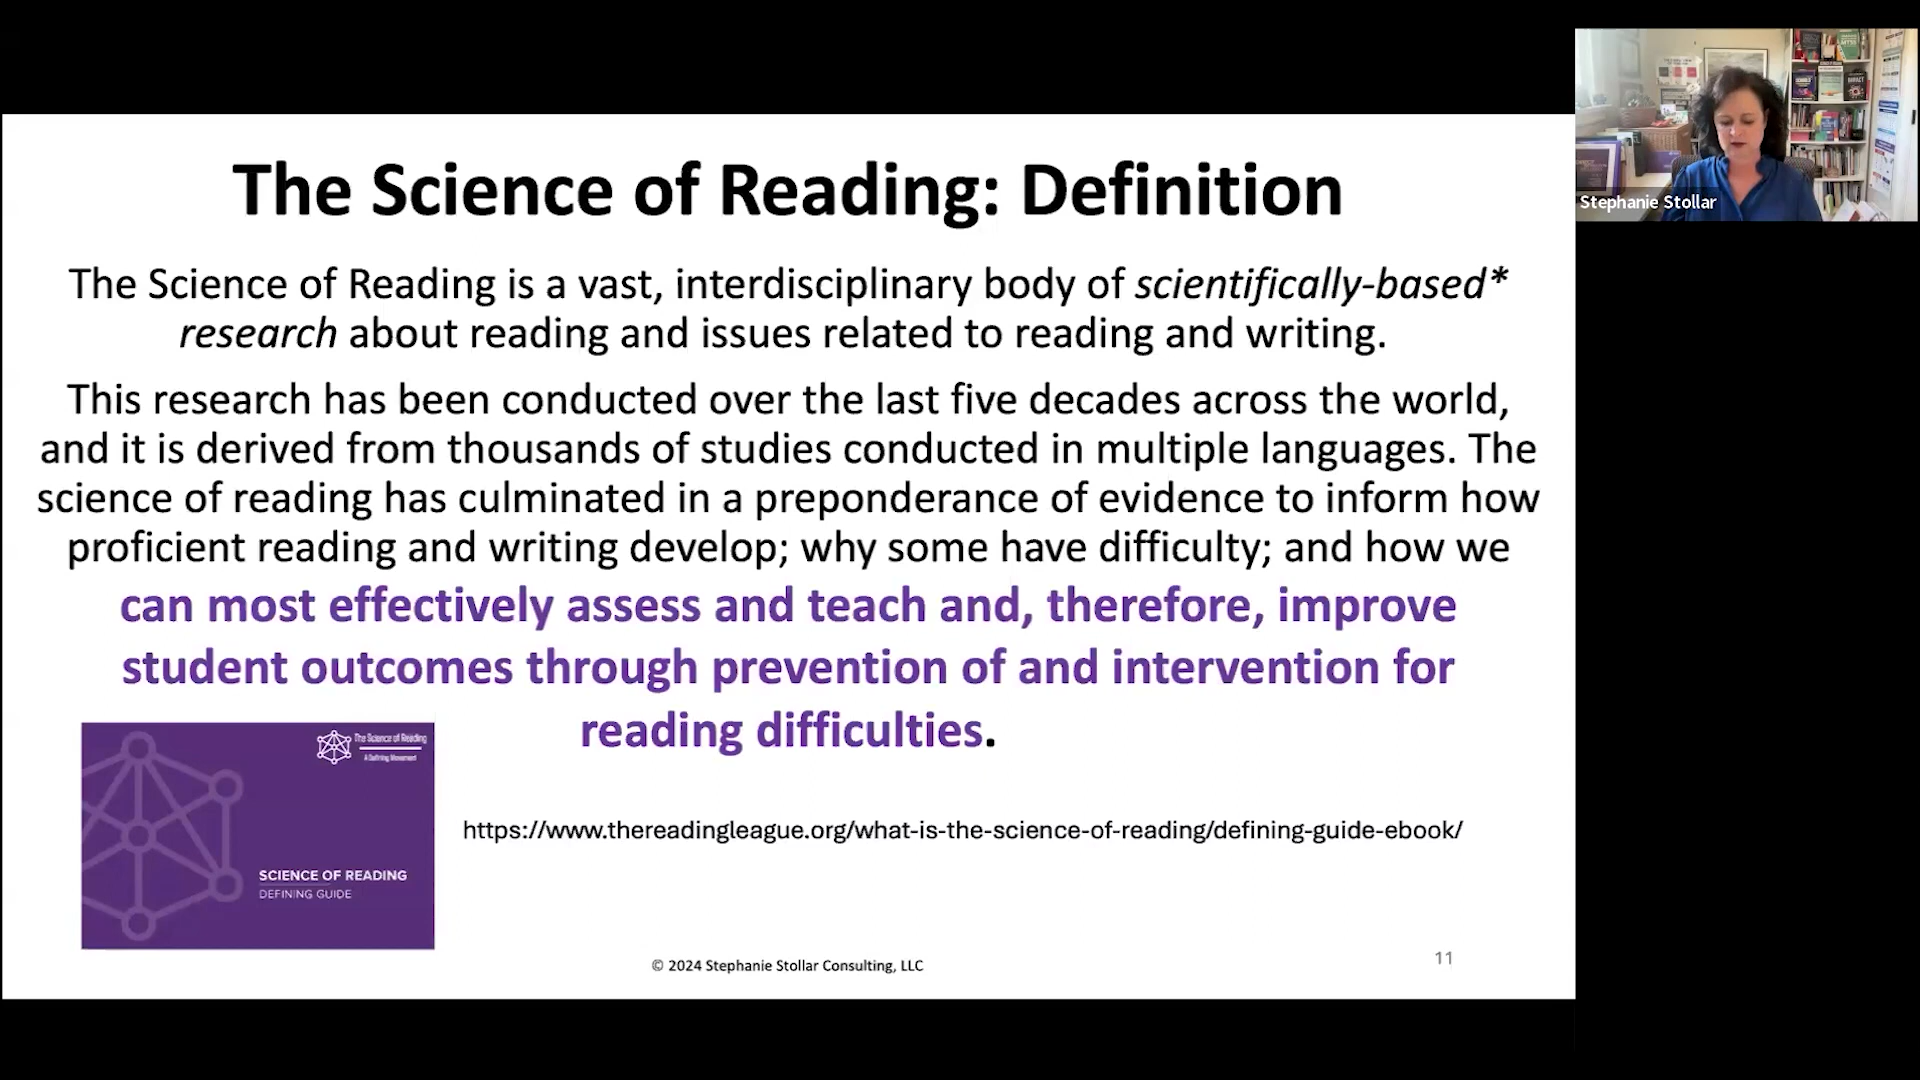 The Science of Reading: Definition
The Science of Reading is a vast, interdisciplinary body of scientifically-based*
research about reading and issues related to reading and writing.
This research has been conducted over the last five decades across the world,
and it is derived from thousands of studies conducted in multiple languages. The
science of reading has culminated in a preponderance of evidence to inform how
proficient reading and writing develop; why some have difficulty; and how we
can most effectively assess and teach and, therefore, improve
student outcomes through prevention of and intervention for
reading difficulties.
The Science of Reading
A Defining Movement
SCIENCE OF READING
DEFINING GUIDE
https://www.thereadingleague.org/what-is-the-science-of-reading/defining-guide-ebook/
© 2024 Stephanie Stollar Consulting, LLC
11
Stephanie Stollar